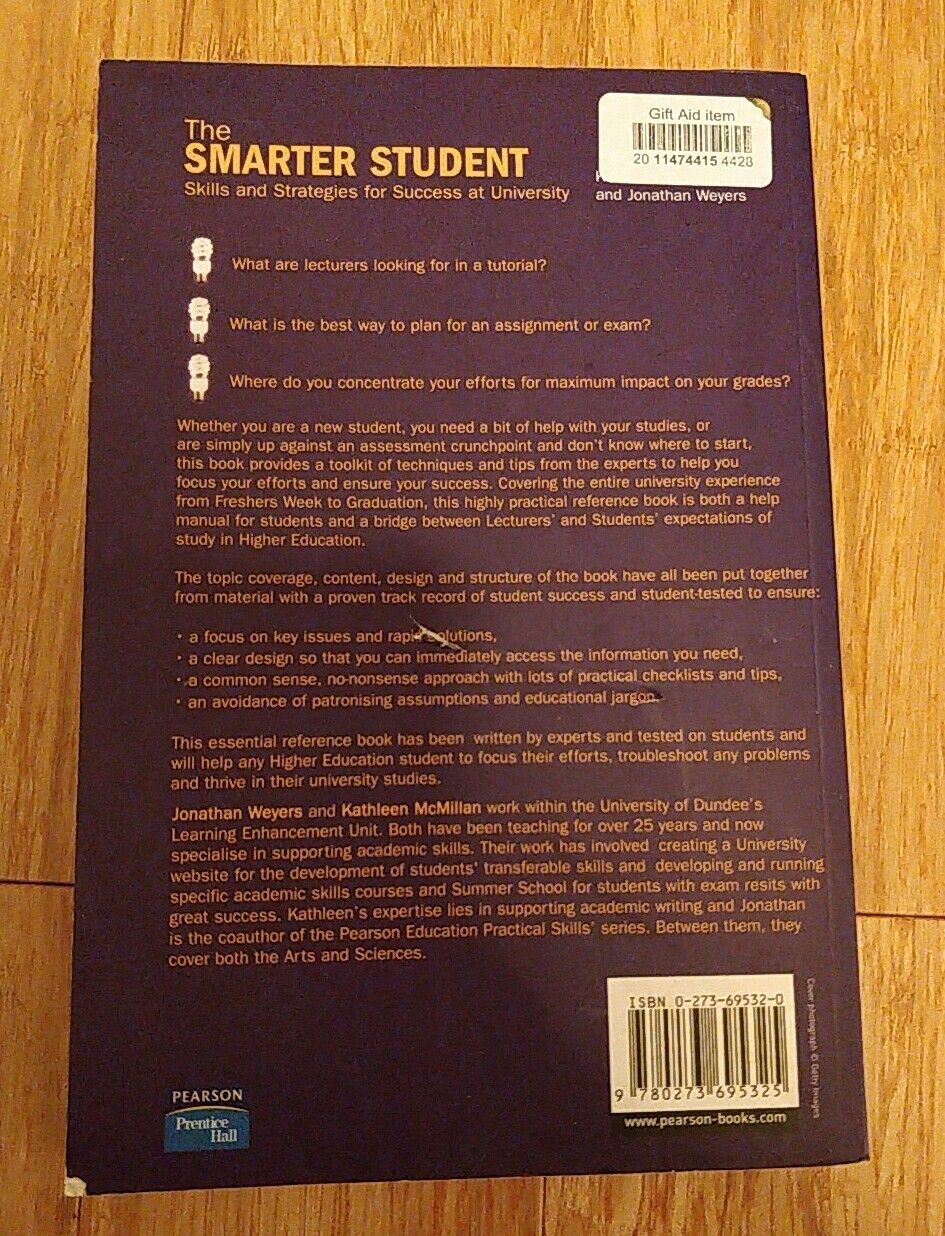 The
SMARTER STUDENT
Skills and Strategies for Success at University
Gift Aid item
20 11474415 4428
and Jonathan Weyers
What are lecturers looking for in a tutorial?
What is the best way to plan for an assignment or exam?
Where do you concentrate your efforts for maximum impact on your grades?
Whether you are a new student, you need a bit of help with your studies, or
are simply up against an assessment crunchpoint and don't know where to start,
this book provides a toolkit of techniques and tips from the experts to help you
focus your efforts and ensure your success. Covering the entire university experience
from Freshers Week to Graduation, this highly practical reference book is both a help
manual for students and a bridge between Lecturers' and Students' expectations of
study in Higher Education.
The topic coverage, content, design and structure of the book have all been put together
from material with a proven track record of student success and student-tested to ensure:
· a focus on key issues and rapid solutions,
· a clear design so that you can immediately access the information you need,
· a common sense, no-nonsense approach with lots of practical checklists and tips,
· an avoidance of patronising assumptions and educational jargon.
This essential reference book has been written by experts and tested on students and
will help any Higher Education student to focus their efforts, troubleshoot any problems
and thrive in their university studies.
Jonathan Weyers and Kathleen McMillan work within the University of Dundee's
Learning Enhancement Unit. Both have been teaching for over 25 years and now
specialise in supporting academic skills. Their work has involved creating a University
website for the development of students' transferable skills and developing and running
specific academic skills courses and Summer School for students with exam resits with
great success. Kathleen's expertise lies in supporting academic writing and Jonathan
is the coauthor of the Pearson Education Practical Skills' series. Between them, they
cover both the Arts and Sciences.
ISBN 0-273-69532-0
9 780273 695325
www.pearson-books.com
Cover photograph © Getty Images
PEARSON
Prentice
Hall